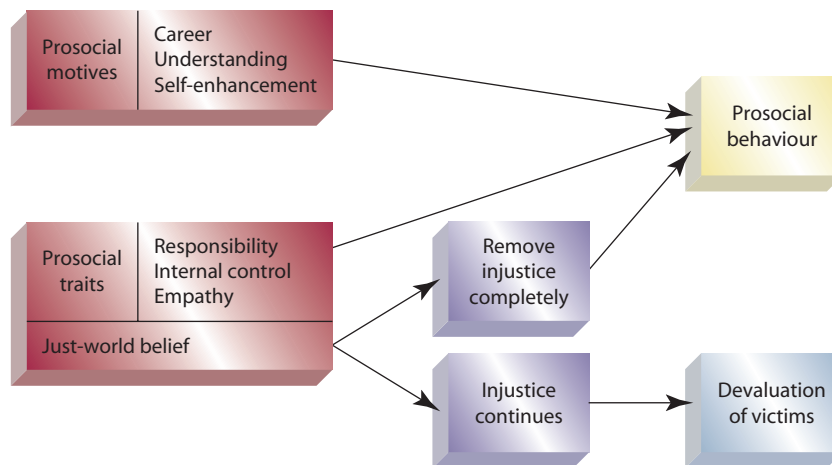 Prosocial
motives
Career
Understanding
Self-enhancement
Prosocial
behaviour
Prosocial
traits
Responsibility
Internal control
Empathy
Just-world belief
Remove
injustice
completely
Injustice
continues
Devaluation
of victims